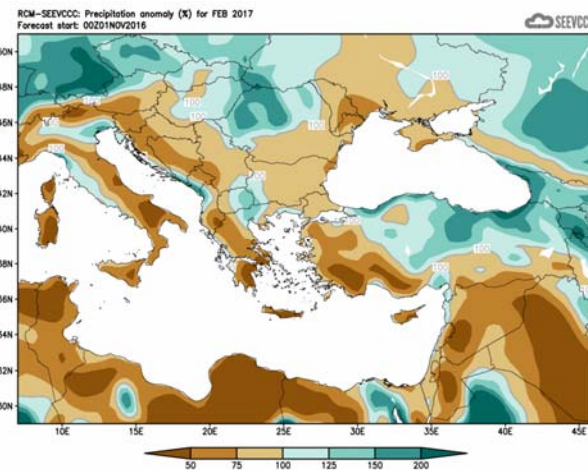 RCM-SEEVCCC: Precipitation anomaly (%) for FEB 2017
Forecast start: 00Z01NOV2016
SEEVCC
50N
48N
46N
44N
42N
40N
38N
36N
34N
32N
30N
100
100
100
100
100
100
100
100
10E
15E
20E
25E
30E
35E
40E
45E
50
75
100
125
150
200